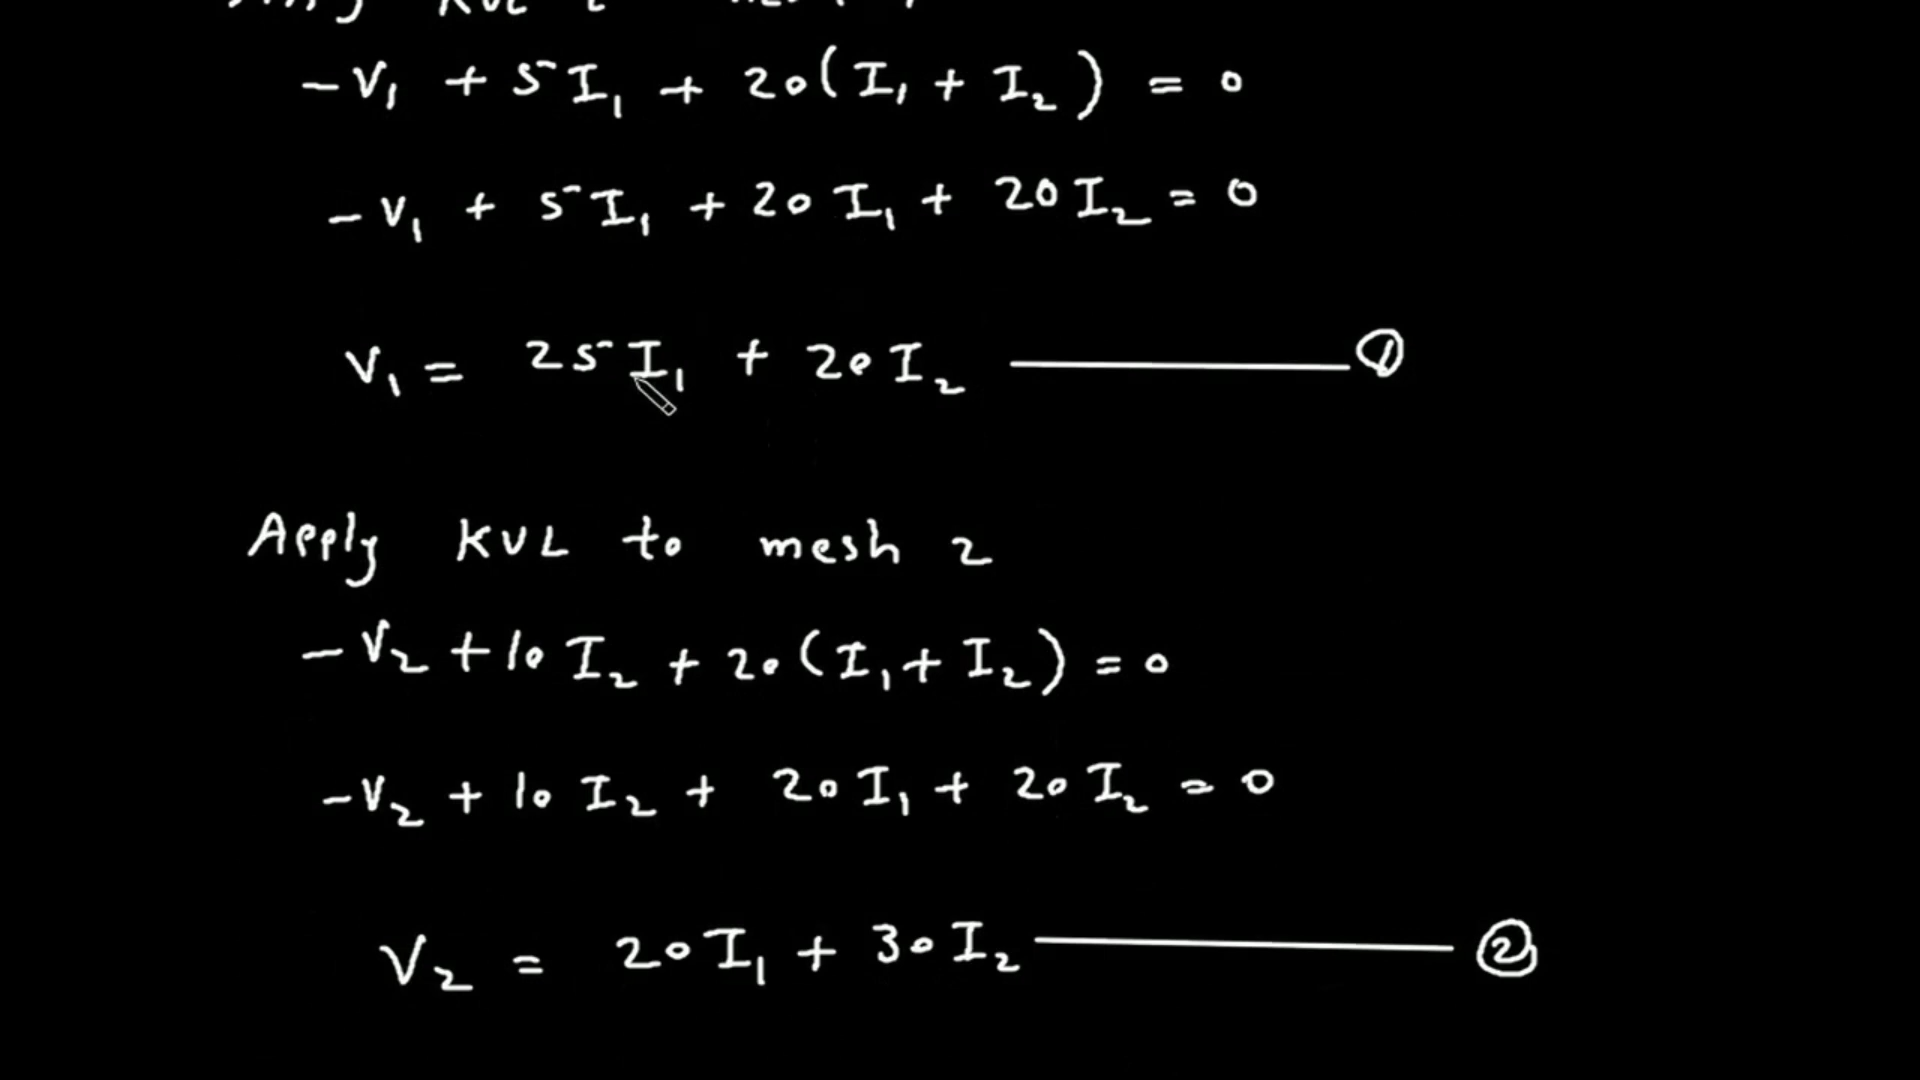 KVL
-V₁ + 5I₁ + 20(I₁ + I₂) = 0
-V₁ + 5I₁ + 20I₁ + 20I₂ = 0
V₁ = 25I₁ + 20I₂ ——— ①
Apply KVL to mesh 2
-V₂ + 10I₂ + 20(I₁ + I₂) = 0
-V₂ + 10I₂ + 20I₁ + 20I₂ = 0
V₂ = 20I₁ + 30I₂ ——— ②